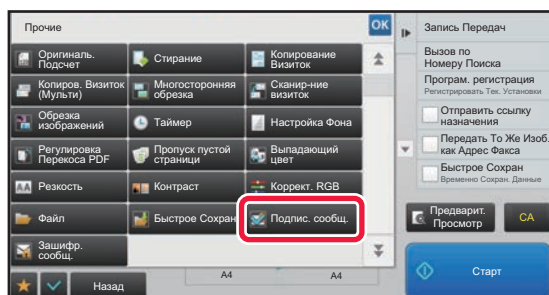 Прочие
OK
Оригиналь.
Подсчет
Стирание
Копирование
Визиток
Копиров. Визиток
(Мульти)
Многосторонняя
обрезка
Сканир-ние
визиток
Обрезка
изображений
Таймер
Настройка Фона
Регулировка
Перекоса PDF
Пропуск пустой
страници
Выпадающий
цвет
AA
Резкость
Контраст
Коррект. RGB
Файл
Быстрое Сохран
Подпис. сообщ.
Зашифр.
сообщ.
Назад
A4
A4
Запись Передач
Вызов по
Номеру Поиска
Програм. регистрация
Регистрировать Тек. Установки
Отправить ссылку
назначения
Передать То Же Изоб.
как Адрес Факса
Быстрое Сохран
Временно Сохран. Данные
Предварит.
Просмотр
CA
Старт